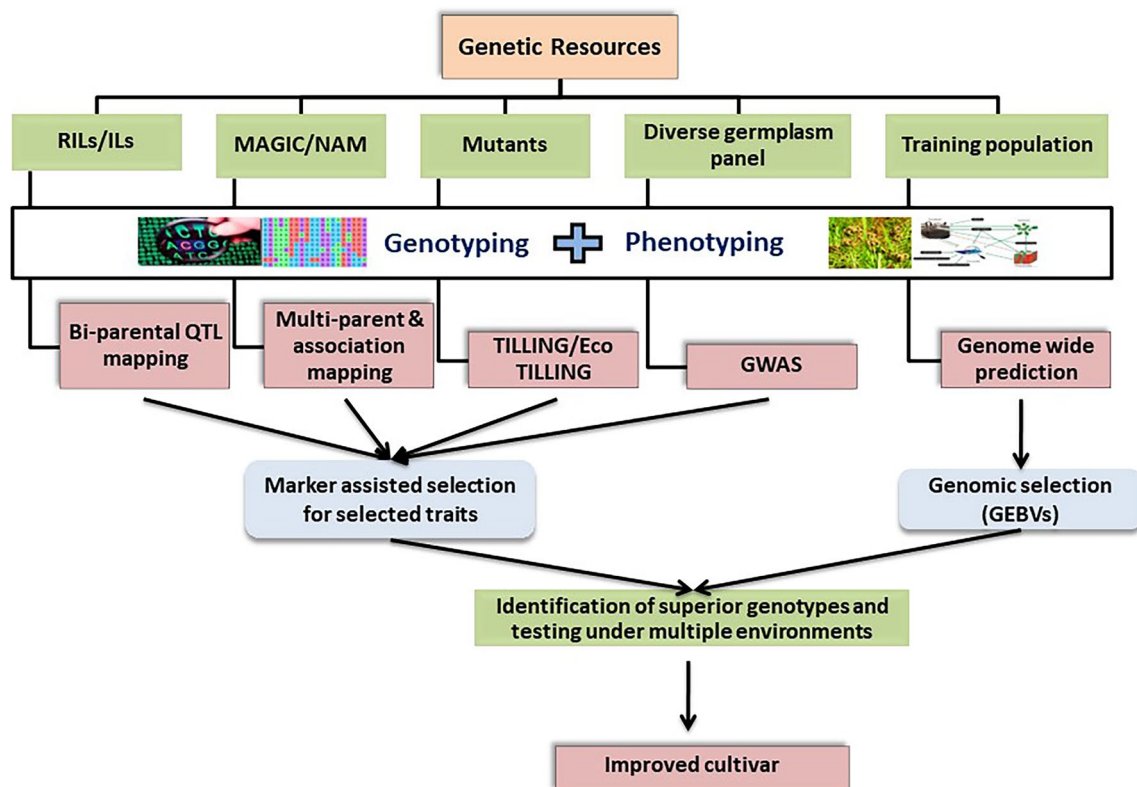 Genetic Resources
RILs/ILs
MAGIC/NAM
Mutants
Diverse germplasm
panel
Training population
Genotyping
Phenotyping
Bi-parental QTL
mapping
Multi-parent &
association
mapping
TILLING/Eco
TILLING
GWAS
Genome wide
prediction
Marker assisted selection
for selected traits
Genomic selection
(GEBVs)
Identification of superior genotypes and
testing under multiple environments
Improved cultivar